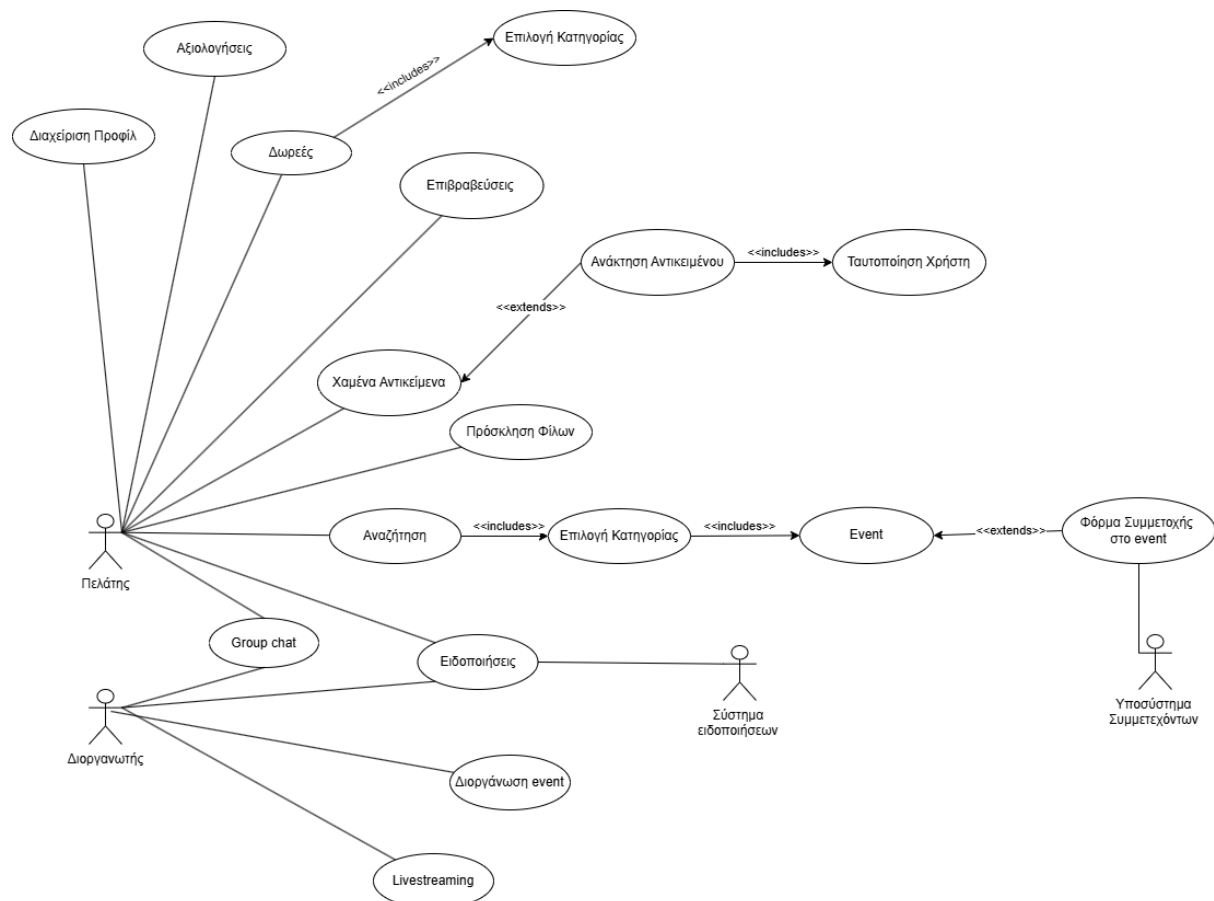 Αξιολογήσεις
Επιλογή Κατηγορίας
<<includes>>
Διαχείριση Προφίλ
Δωρεές
Επιβραβεύσεις
Ανάκτηση Αντικειμένου
<<includes>>
Ταυτοποίηση Χρήστη
<<extends>>
Χαμένα Αντικείμενα
Πρόσκληση Φίλων
Αναζήτηση
<<includes>>
Επιλογή Κατηγορίας
<<includes>>
Event
<<extends>>
Φόρμα Συμμετοχής
στο event
Πελάτης
Group chat
Ειδοποιήσεις
Σύστημα
ειδοποιήσεων
Υποσύστημα
Συμμετεχόντων
Διοργανωτής
Διοργάνωση event
Livestreaming